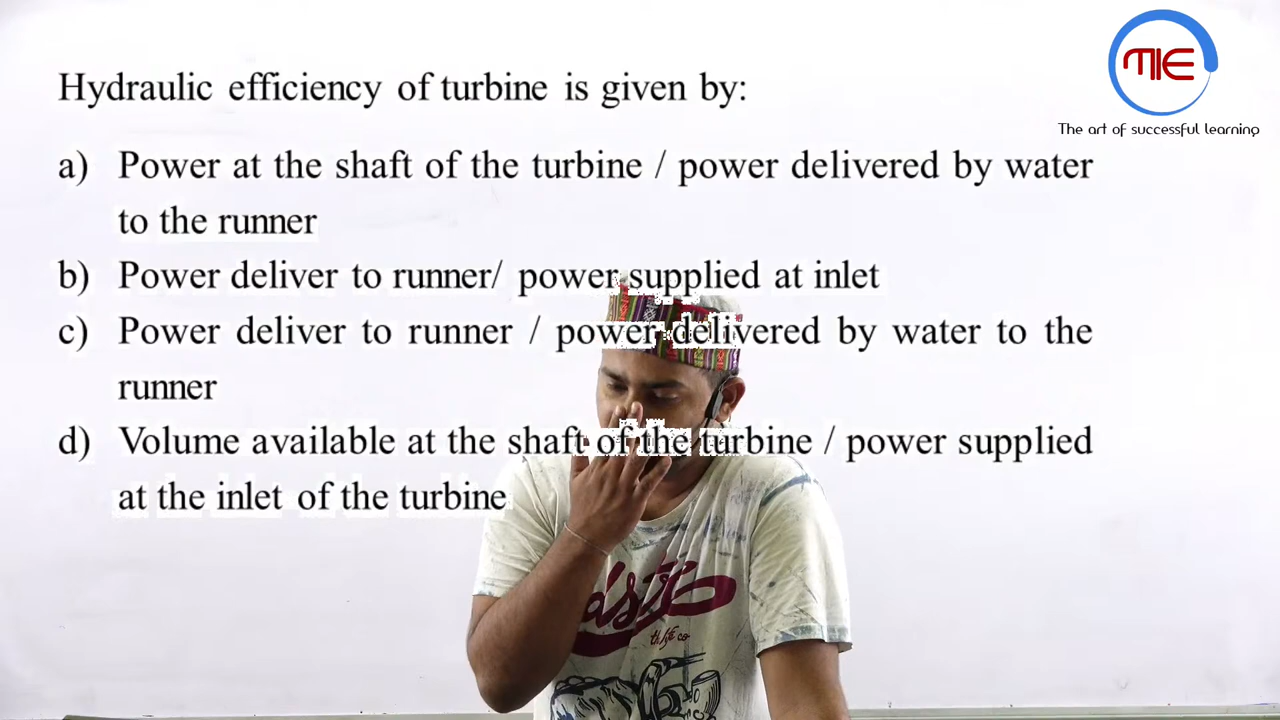 MIE
The art of successful learning
Hydraulic efficiency of turbine is given by:
a) Power at the shaft of the turbine / power delivered by water
to the runner
b) Power deliver to runner/ power supplied at inlet
c) Power deliver to runner / power delivered by water to the
runner
d) Volume available at the shaft of the turbine / power supplied
at the inlet of the turbine